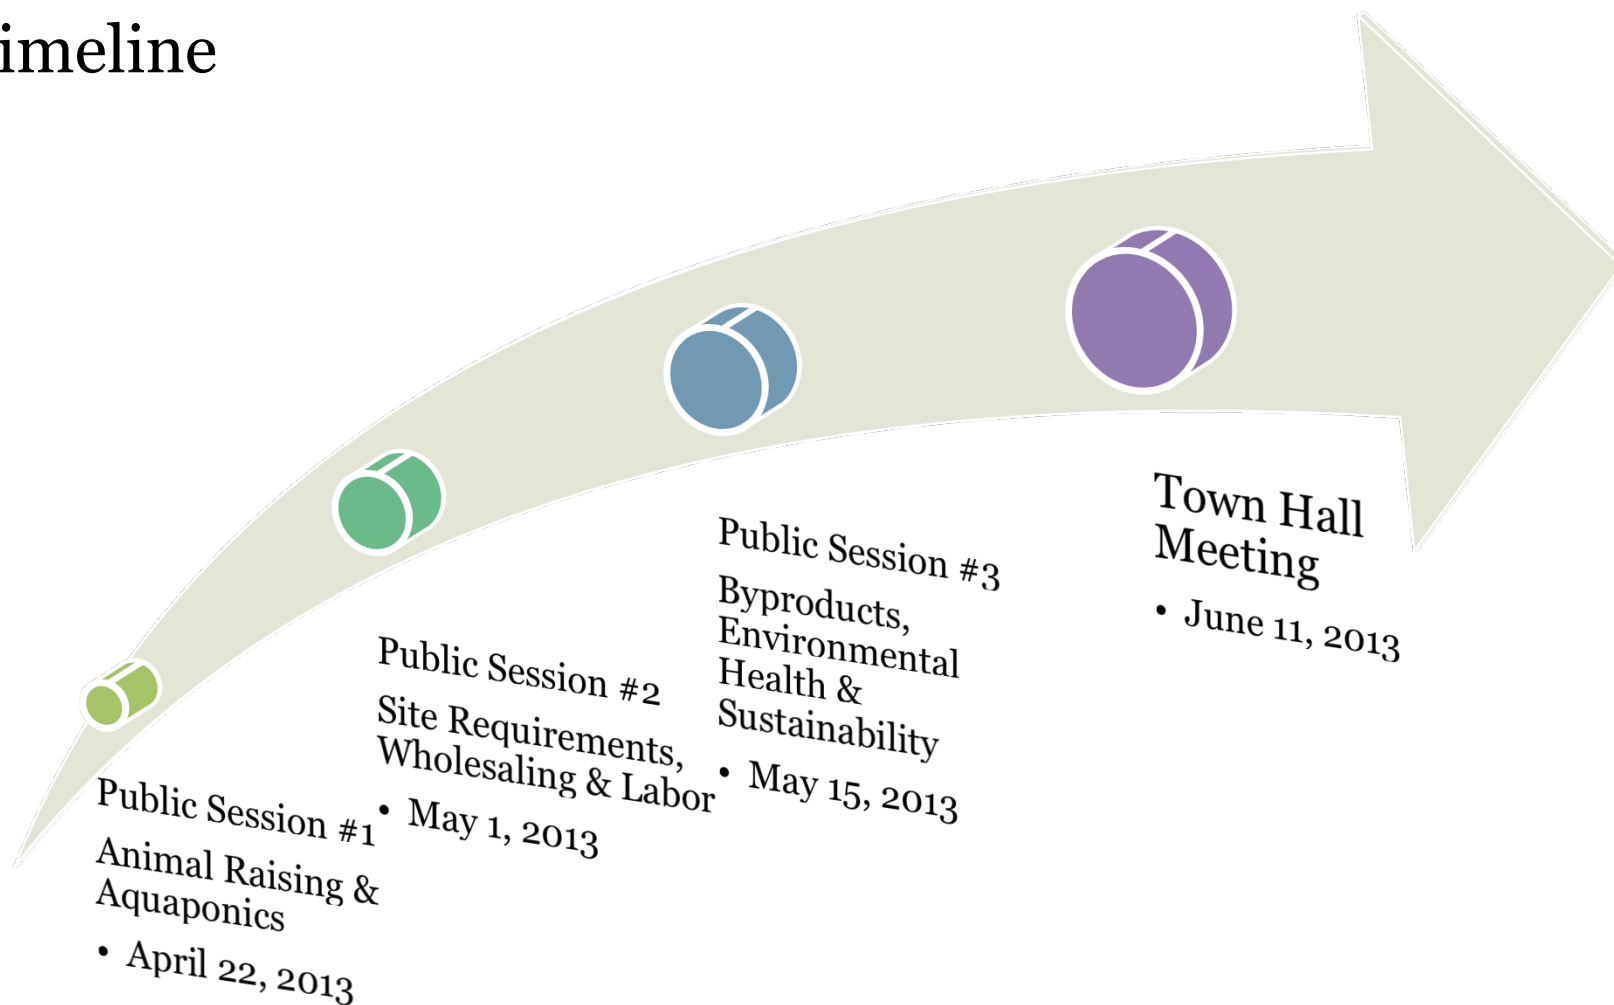 imeline
Public Session #1
Animal Raising &
Aquaponics
• April 22, 2013
Public Session #2
Site Requirements,
Wholesaling & Labor
• May 1, 2013
Public Session #3
Byproducts,
Environmental
Health &
Sustainability
• May 15, 2013
Town Hall
Meeting
• June 11, 2013